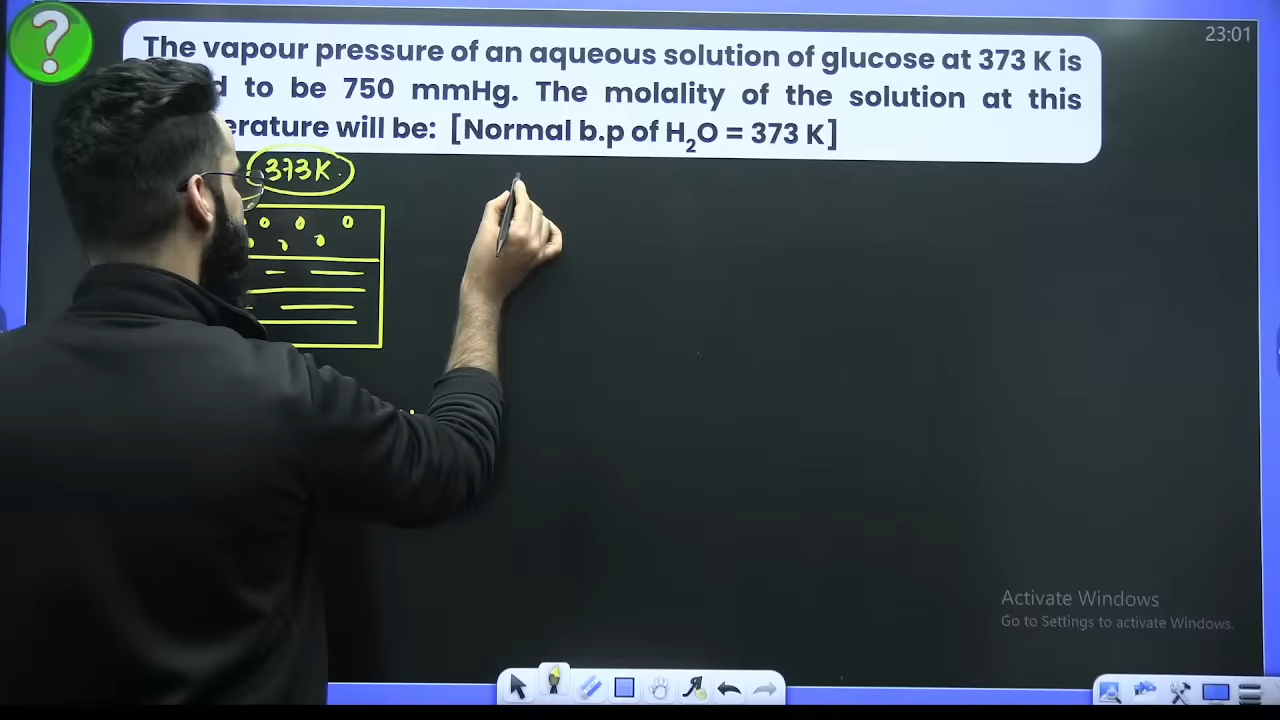 23:01
The vapour pressure of an aqueous solution of glucose at 373 K is
to be 750 mmHg. The molality of the solution at this
will be: [Normal b.p of H₂O = 373 K]
373K.
Activate Windows
Go to Settings to activate Windows.